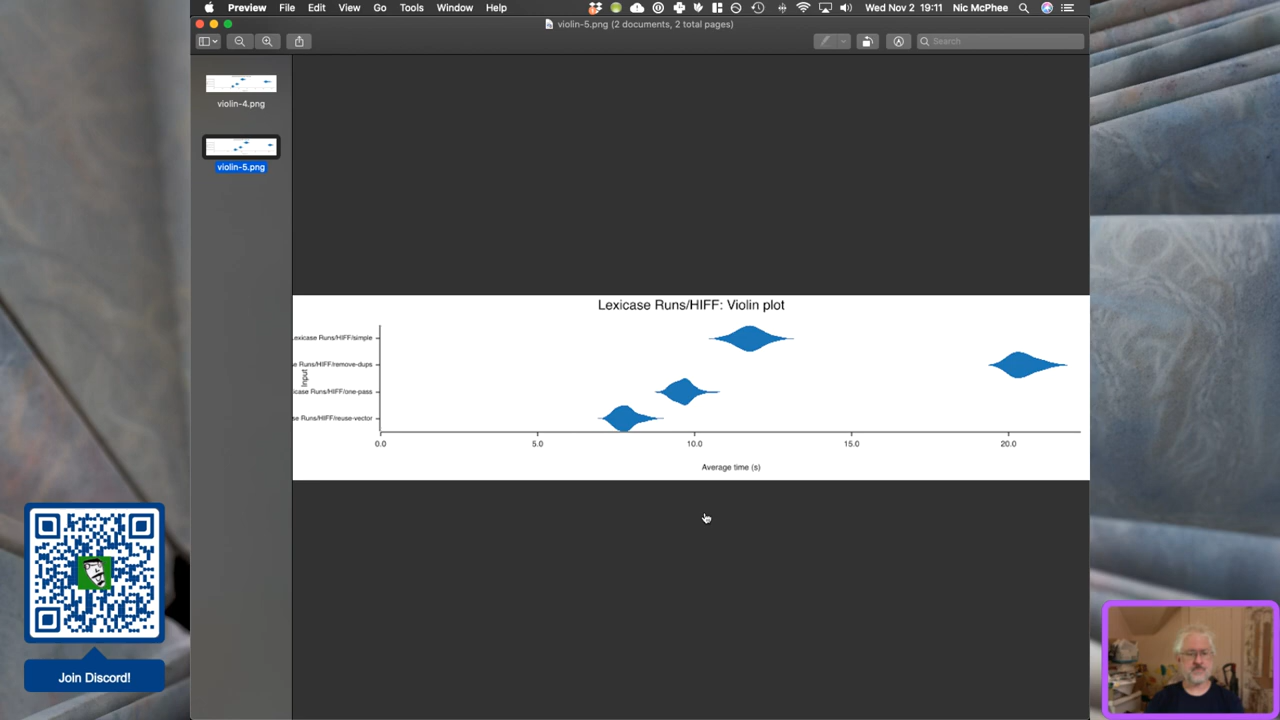 Preview File Edit View Go Tools Window Help Wed Nov 2 19:11 Nic McPhee
violin-5.png (2 documents, 2 total pages)
Search
violin-4.png
violin-5.png
Lexicase Runs/HIFF: Violin plot
Lexicase Runs/HIFF/simple
e Runs/HIFF/remove-dups
Input
icase Runs/HIFF/one-pass
se Runs/HIFF/reuse-vector
0.0 5.0 10.0 15.0 20.0
Average time (s)
Join Discord!